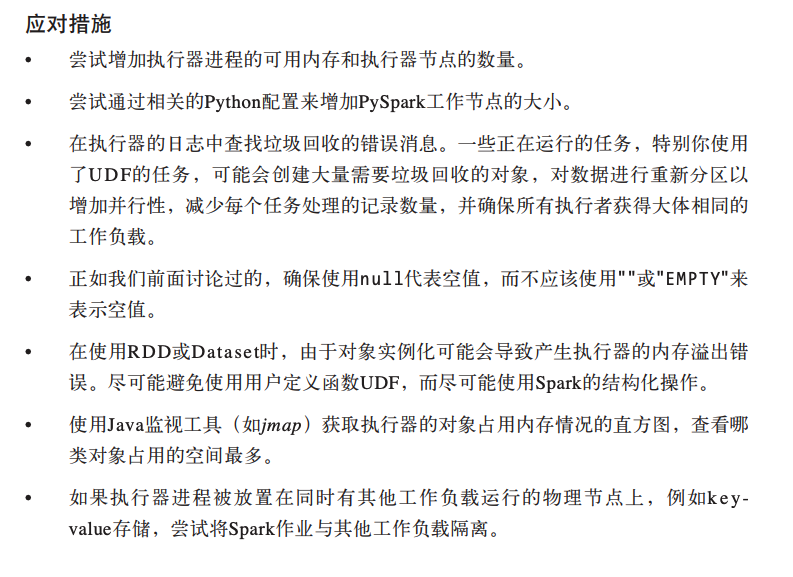 应对措施
• 尝试增加执行器进程的可用内存和执行器节点的数量。
• 尝试通过相关的Python配置来增加PySpark工作节点的大小。
• 在执行器的日志中查找垃圾回收的错误消息。一些正在运行的任务，特别你使用
了UDF的任务，可能会创建大量需要垃圾回收的对象，对数据进行重新分区以
增加并行性，减少每个任务处理的记录数量，并确保所有执行者获得大体相同的
工作负载。
• 正如我们前面讨论过的，确保使用null代表空值，而不应该使用""或"EMPTY"来
表示空值。
• 在使用RDD或Dataset时，由于对象实例化可能会导致产生执行器的内存溢出错
误。尽可能避免使用用户定义函数UDF，而尽可能使用Spark的结构化操作。
• 使用Java监视工具（如jmap）获取执行器的对象占用内存情况的直方图，查看哪
类对象占用的空间最多。
• 如果执行器进程被放置在同时有其他工作负载运行的物理节点上，例如key-
value存储，尝试将Spark作业与其他工作负载隔离。